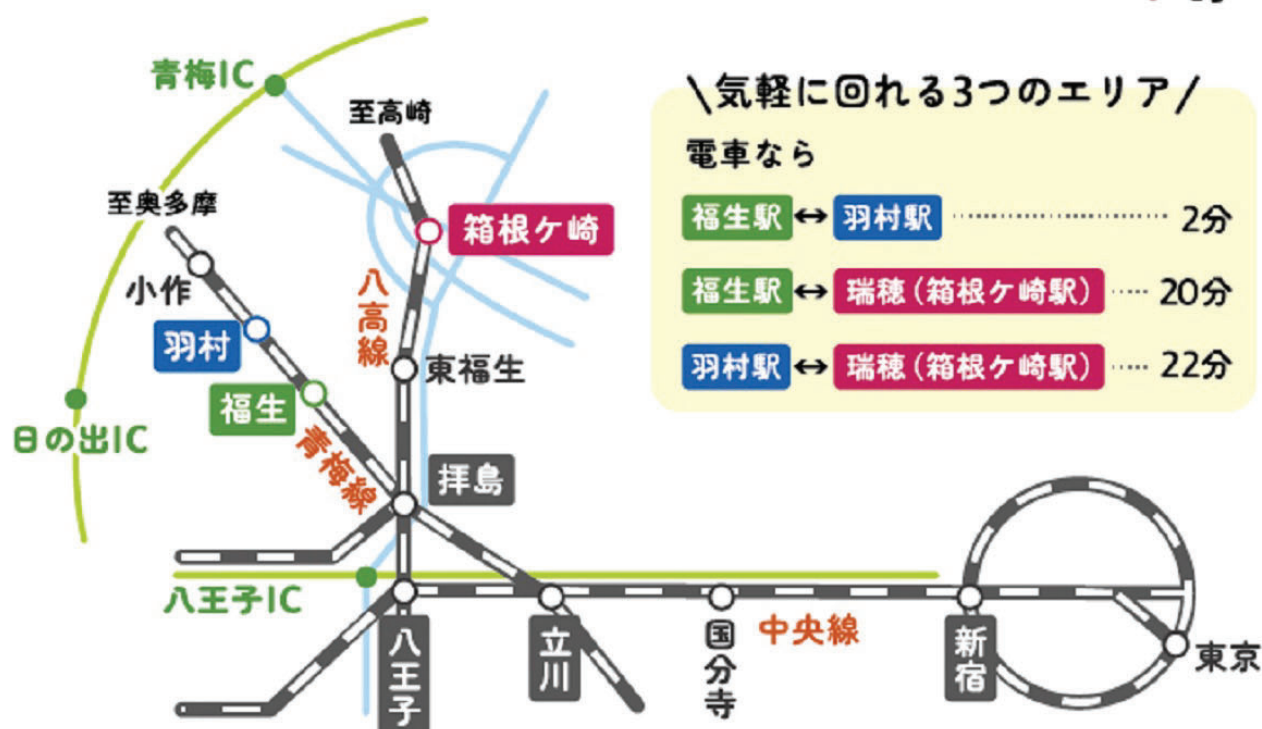 青梅IC
至高崎
至奥多摩
箱根ケ崎
小作
八高線
羽村
東福生
福生
日の出IC
青梅線
拝島
八王子IC
八王子
立川
国分寺
中央線
新宿
東京
\気軽に回れる3つのエリア/
電車なら
福生駅↔羽村駅 ……………… 2分
福生駅↔瑞穂(箱根ケ崎駅) …… 20分
羽村駅↔瑞穂(箱根ケ崎駅) …… 22分